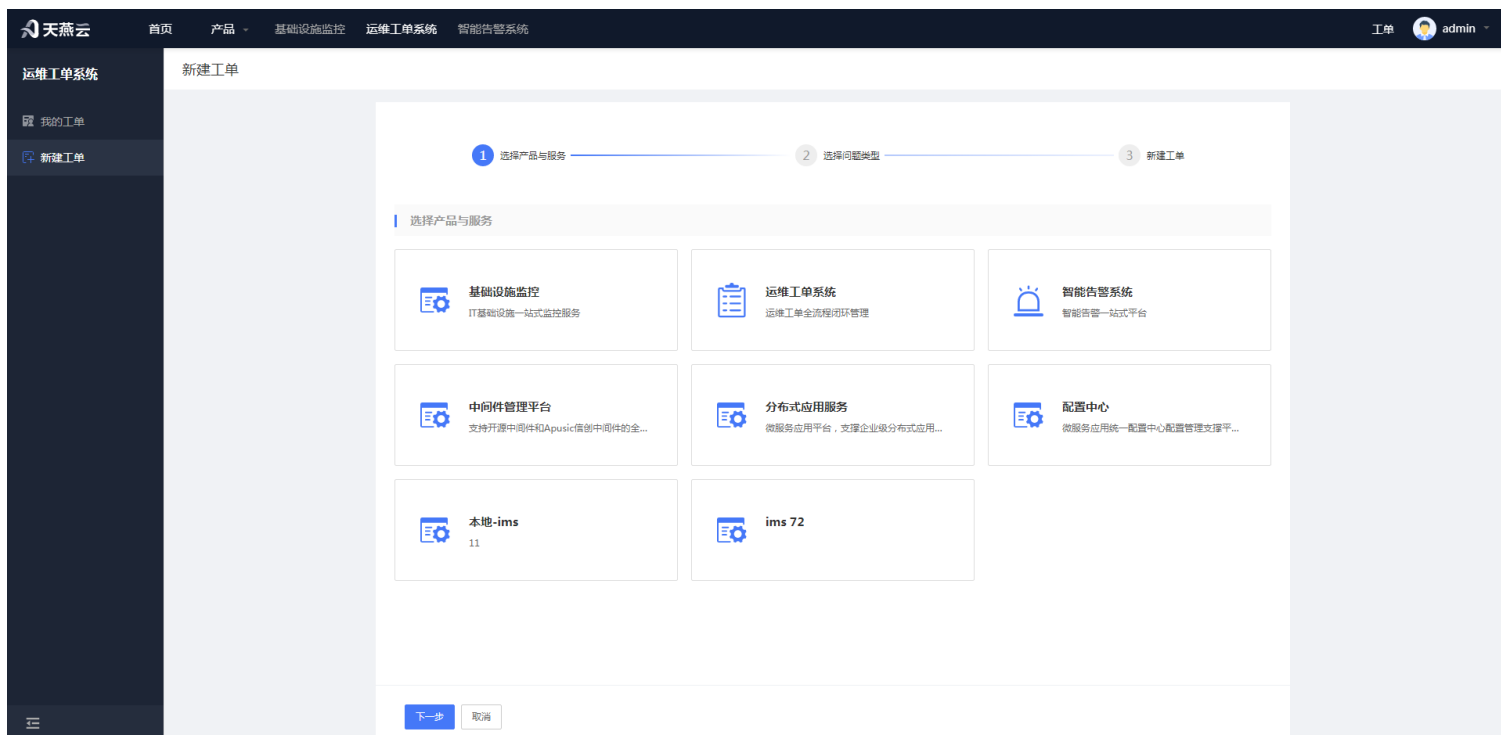 天燕云
首页
产品
基础设施监控
运维工单系统
智能告警系统
工单
admin
运维工单系统
我的工单
新建工单
新建工单
1 选择产品与服务
2 选择问题类型
3 新建工单
选择产品与服务
基础设施监控
IT基础设施一站式监控服务
运维工单系统
运维工单全流程闭环管理
智能告警系统
智能告警一站式平台
中间件管理平台
支持开源中间件和Apusic信创中间件的全...
分布式应用服务
微服务应用平台，支撑企业级分布式应用...
配置中心
微服务应用统一配置中心配置管理支撑平...
本地-ims
11
ims 72
下一步
取消